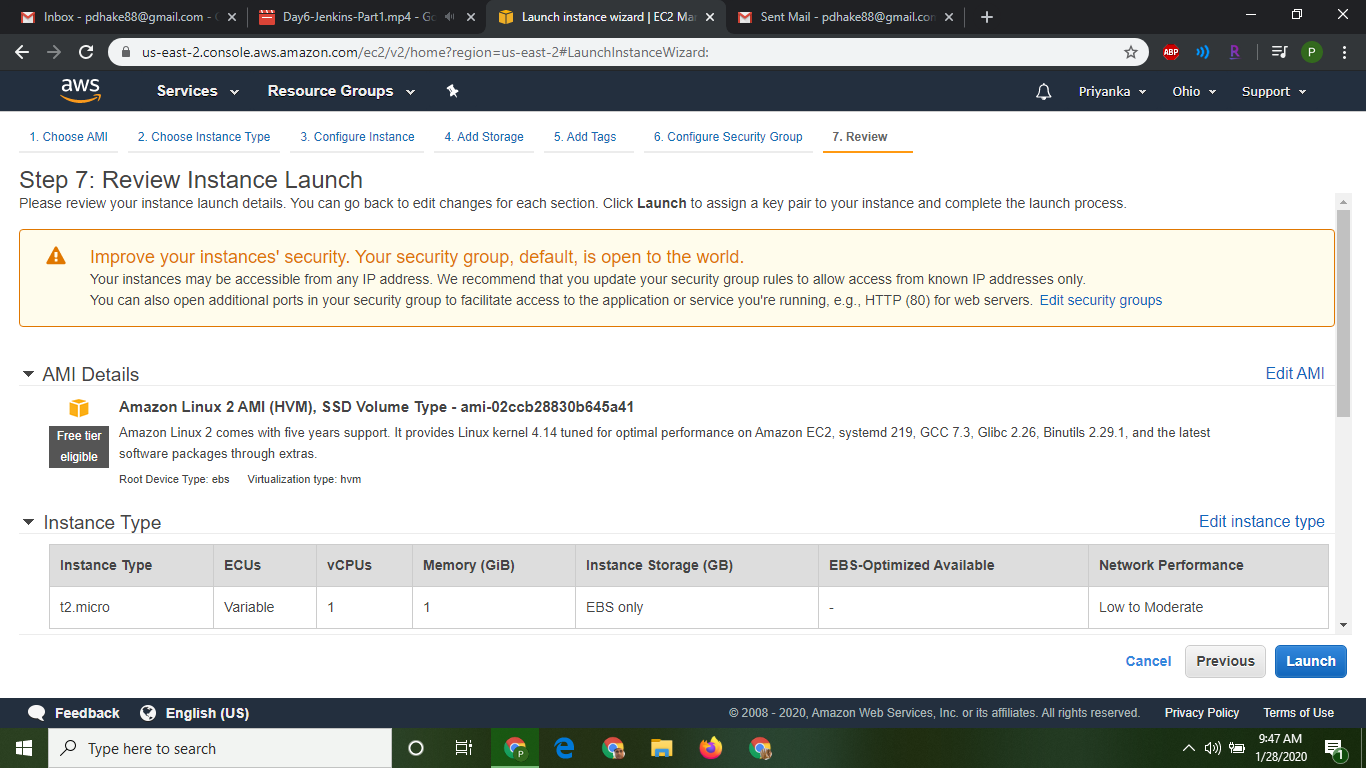 Inbox - pdhake88@gmail.com -
Day6-Jenkins-Part1.mp4 - Go
Launch instance wizard | EC2 Ma
Sent Mail - pdhake88@gmail.con
us-east-2.console.aws.amazon.com/ec2/v2/home?region=us-east-2#LaunchInstanceWizard:
ABP
R
P
aws
Services
Resource Groups
Priyanka
Ohio
Support
1. Choose AMI
2. Choose Instance Type
3. Configure Instance
4. Add Storage
5. Add Tags
6. Configure Security Group
7. Review
Step 7: Review Instance Launch
Please review your instance launch details. You can go back to edit changes for each section. Click Launch to assign a key pair to your instance and complete the launch process.
Improve your instances' security. Your security group, default, is open to the world.
Your instances may be accessible from any IP address. We recommend that you update your security group rules to allow access from known IP addresses only.
You can also open additional ports in your security group to facilitate access to the application or service you're running, e.g., HTTP (80) for web servers. Edit security groups
AMI Details
Edit AMI
Amazon Linux 2 AMI (HVM), SSD Volume Type - ami-02ccb28830b645a41
Free tier
eligible
Amazon Linux 2 comes with five years support. It provides Linux kernel 4.14 tuned for optimal performance on Amazon EC2, systemd 219, GCC 7.3, Glibc 2.26, Binutils 2.29.1, and the latest
software packages through extras.
Root Device Type: ebs Virtualization type: hvm
Instance Type
Edit instance type
Instance Type ECUs vCPUs Memory (GiB) Instance Storage (GB) EBS-Optimized Available Network Performance
t2.micro Variable 1 1 EBS only - Low to Moderate
Cancel
Previous
Launch
Feedback
English (US)
© 2008 - 2020, Amazon Web Services, Inc. or its affiliates. All rights reserved.
Privacy Policy
Terms of Use
Type here to search
P
9:47 AM
1/28/2020
1